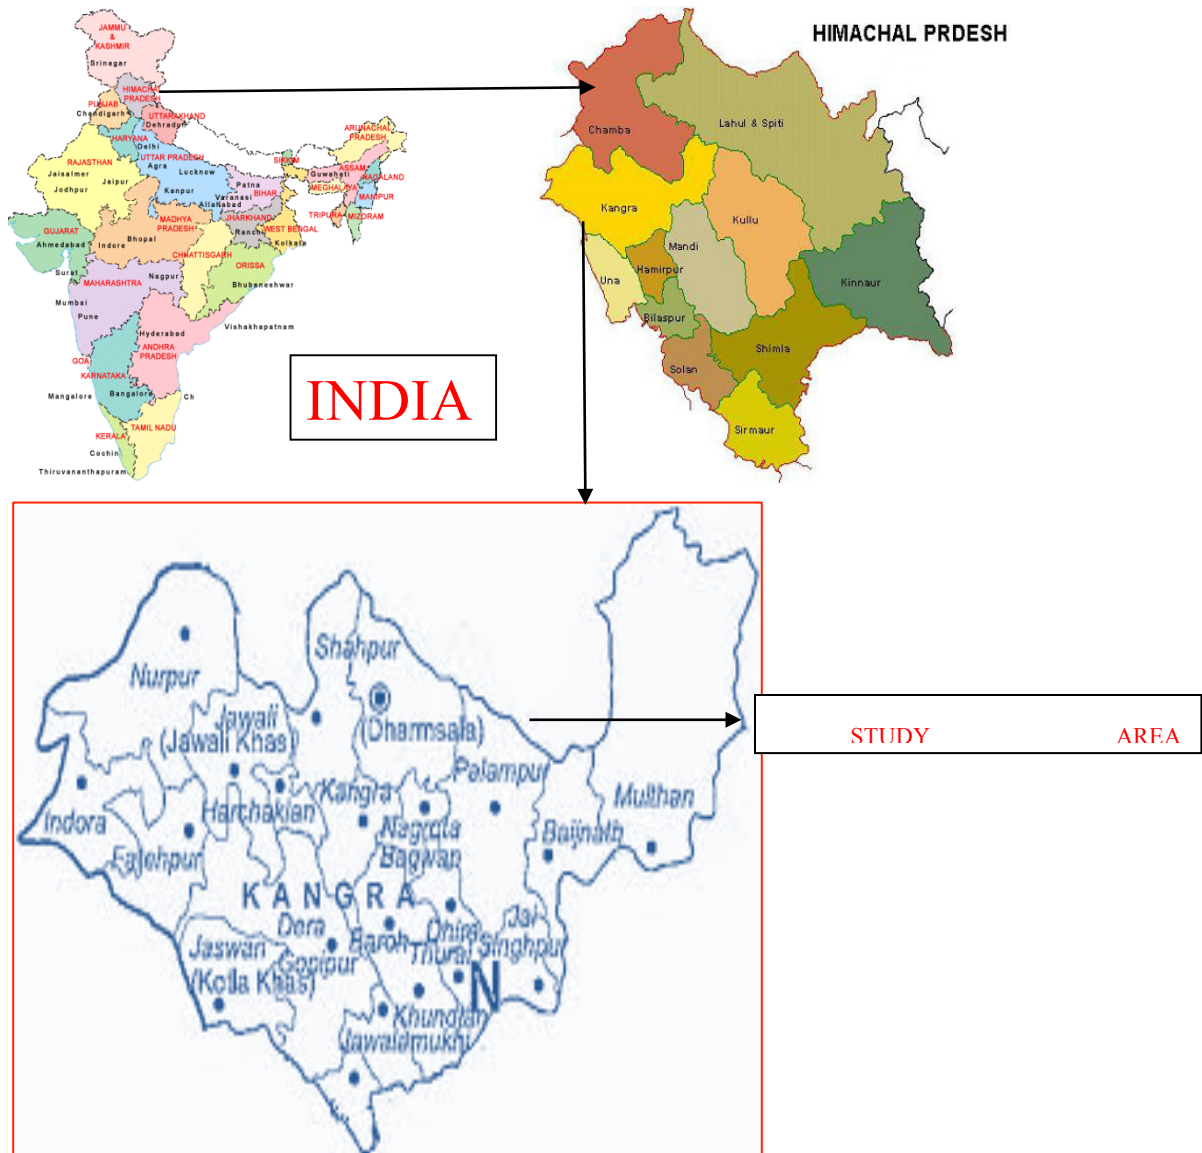 JAMMU
&
KASHMIR
Srinagar
HIMACHAL
PRADESH
PUNJAB
Chandigarh
UTTARAKHAND
Dehradun
HARYANA
Delhi
UTTAR PRADESH
Agra
Lucknow
RAJASTHAN
Jaisalmer
Jaipur
Jodhpur
Kanpur
Allahabad
Varanasi
Patna
BIHAR
SIKKIM
ARUNACHAL
PRADESH
ASSAM
Guwahati
NAGALAND
MEGHALAYA
MANIPUR
TRIPURA
MIZORAM
GUJARAT
Ahmedabad
MADHYA
PRADESH
Bhopal
Indore
JHARKHAND
Ranchi
WEST BENGAL
Kolkata
CHHATTISGARH
ORISSA
Bhubaneshwar
Surat
MAHARASHTRA
Nagpur
Mumbai
Pune
Hyderabad
Vishakhapatnam
ANDHRA
PRADESH
GOA
KARNATAKA
Mangalore
Bangalore
Ch
KERALA
TAMIL NADU
Cochin
Thiruvananthapuram
INDIA
HIMACHAL PRDESH
Chamba
Lahul & Spiti
Kangra
Kullu
Mandi
Hamirpur
Una
Kinnaur
Bilaspur
Shimla
Solan
Sirmaur
Shahpur
Nurpur
Jawali
(Jawali Khas)
(Dharmsala)
Palampur
Multhan
Indora
Harchakian
Kangra
Nagrota
Bagwan
Baijnath
Fatehpur
KANGRA
Dera
Gopipur
Jaswan
(Kotla Khas)
Baroh
Dhira
Thural
Jai
Singhpur
N
Khundian
Jawalamukhi
STUDY AREA